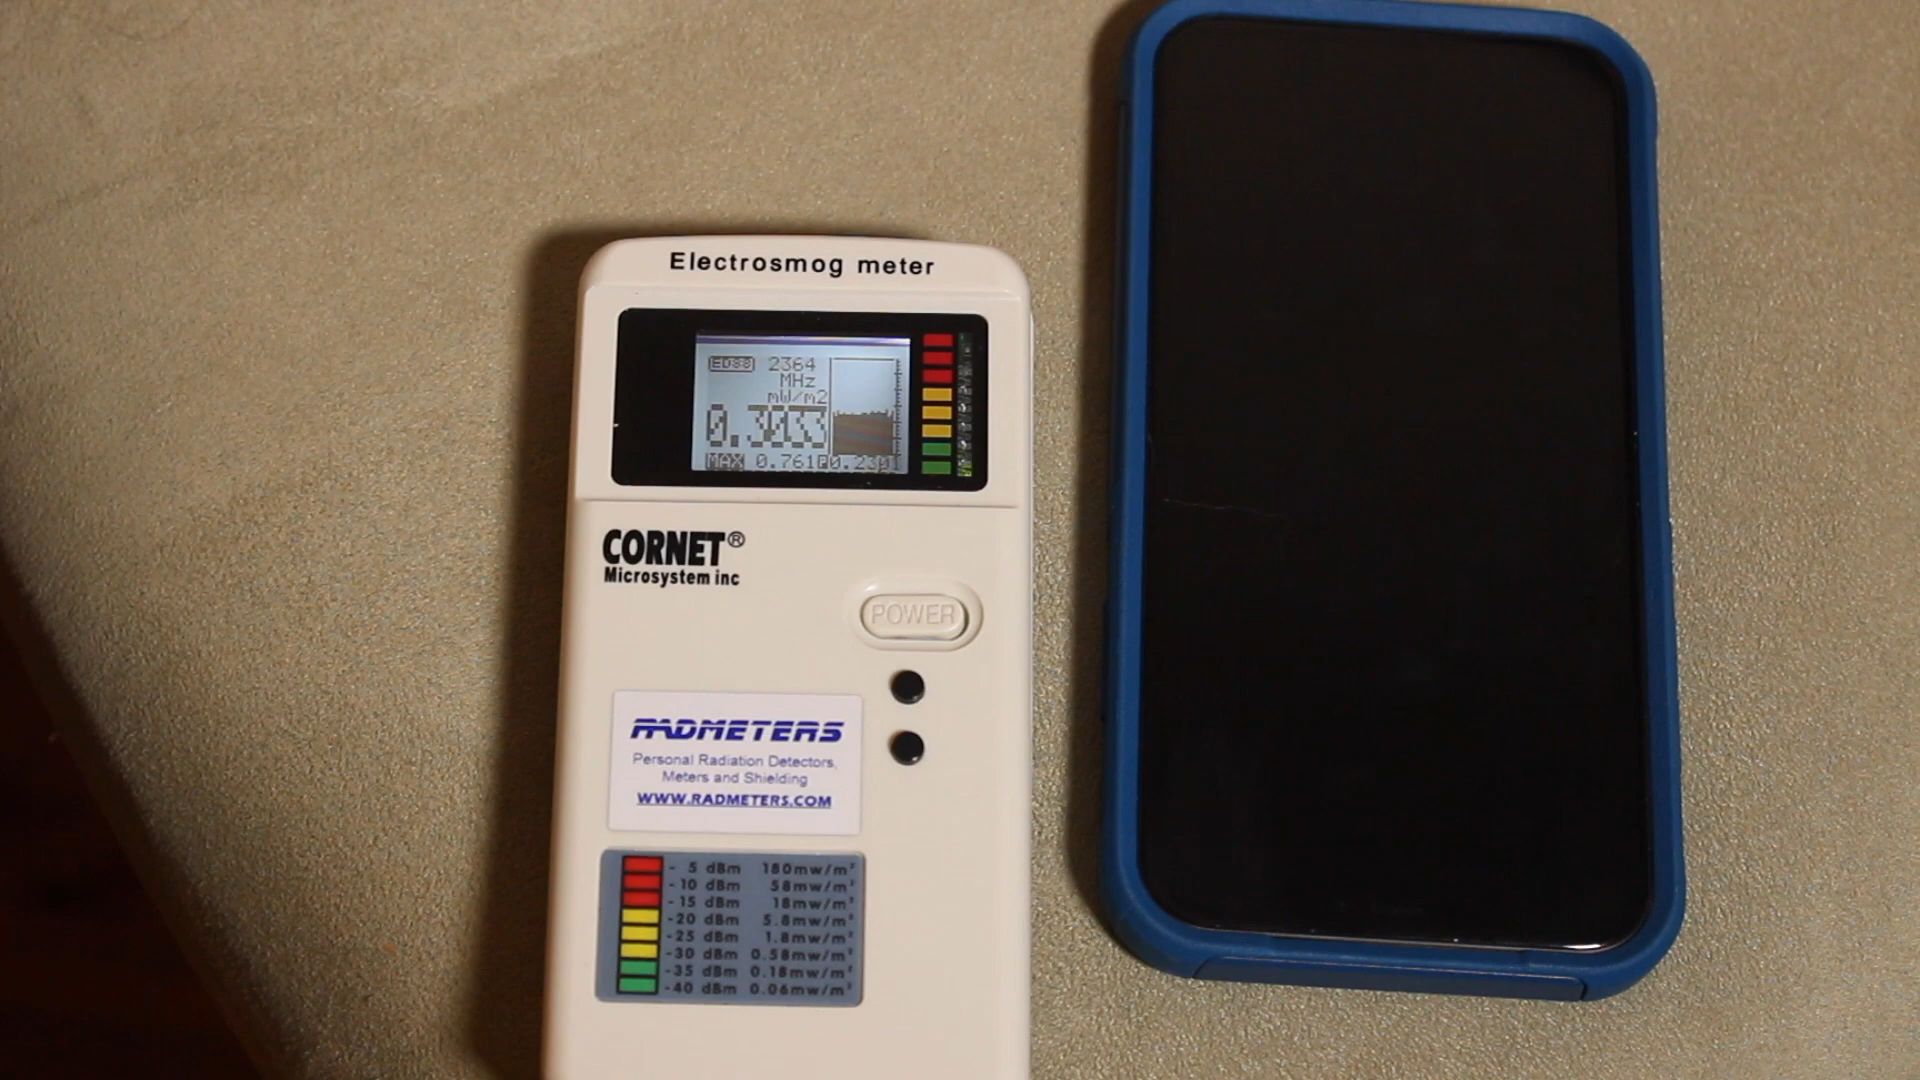 Electrosmog meter
ED88 2364
MHz
mW/m2
MAX 0.761
CORNET®
Microsystem inc
POWER
RADMETERS
Personal Radiation Detectors,
Meters and Shielding
WWW.RADMETERS.COM
- 5 dBm 180mw/m²
-10 dBm 58mw/m²
-15 dBm 18mw/m²
-20 dBm 5.8mw/m²
-25 dBm 1.8mw/m²
-30 dBm 0.58mw/m²
-35 dBm 0.18mw/m²
-40 dBm 0.06mw/m²